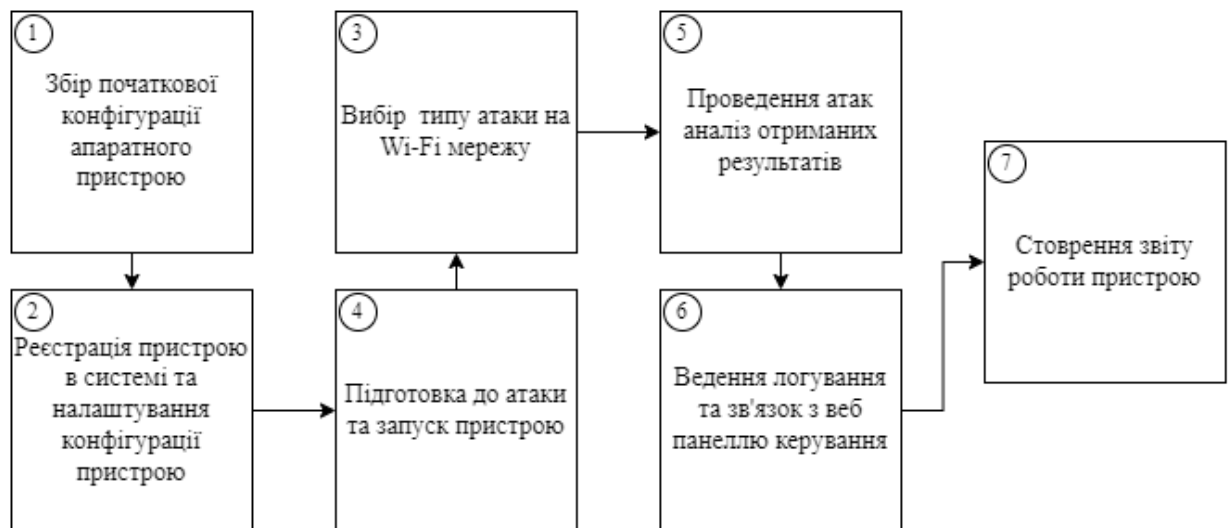 1
Збір початкової
конфігурації
апаратного
пристрою
2
Реєстрація пристрою
в системі та
налаштування
конфігурації
пристрою
3
Вибір типу атаки на
Wi-Fi мережу
4
Підготовка до атаки
та запуск пристрою
5
Проведення атак
аналіз отриманих
результатів
6
Ведення логування
та зв'язок з веб
панеллю керування
7
Стоврення звіту
роботи пристрою